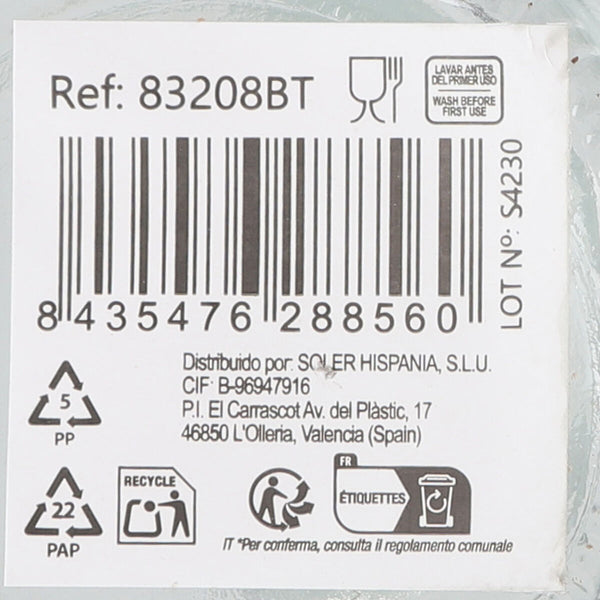 Ref: 83208BT
LAVAR ANTES
DEL PRIMER USO
WASH BEFORE
FIRST USE
LOT Nº: S4230
8 435476 288560
Distribuido por: SOLER HISPANIA, S.L.U.
CIF: B-96947916
P.I. El Carrascot Av. del Plàstic, 17
46850 L'Olleria, Valencia (Spain)
5
PP
22
PAP
RECYCLE
FR
ÉTIQUETTES
IT *Per conferma, consulta il regolamento comunale